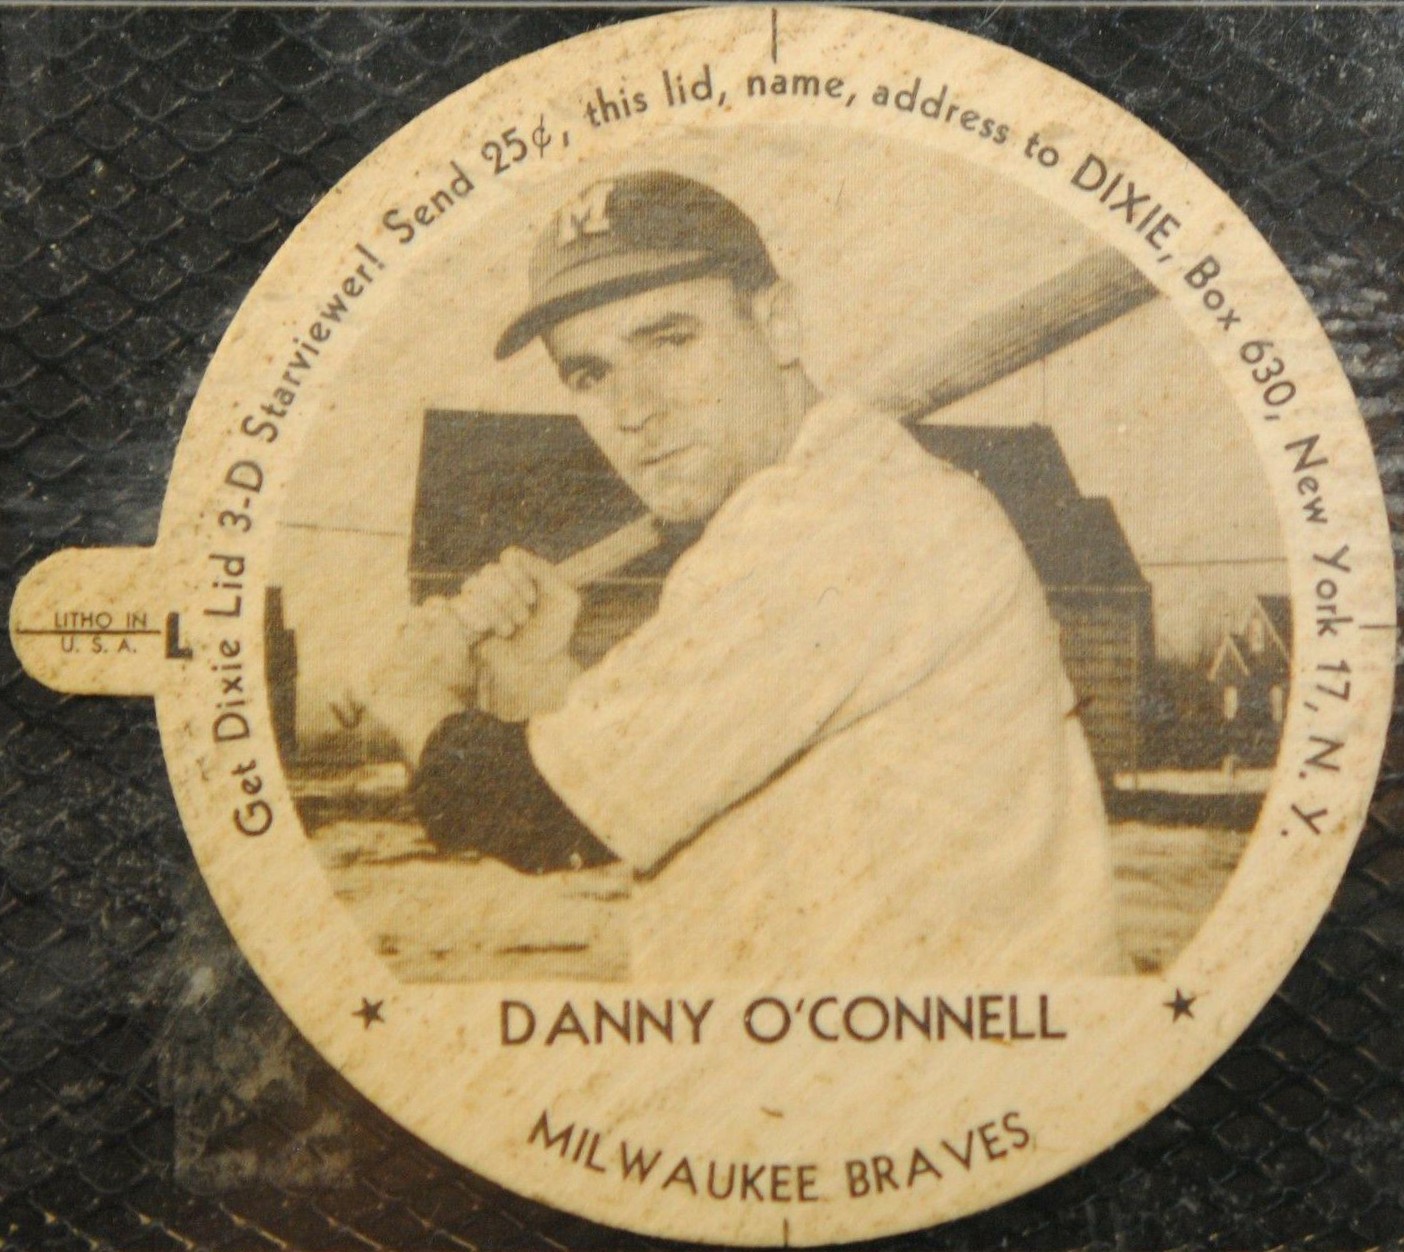 Get Dixie Lid 3-D Starviewer! Send 25¢, this lid, name, address to DIXIE, Box 630, New York 17, N. Y.
M
LITHO IN
U. S. A.
L
DANNY O'CONNELL
MILWAUKEE BRAVES